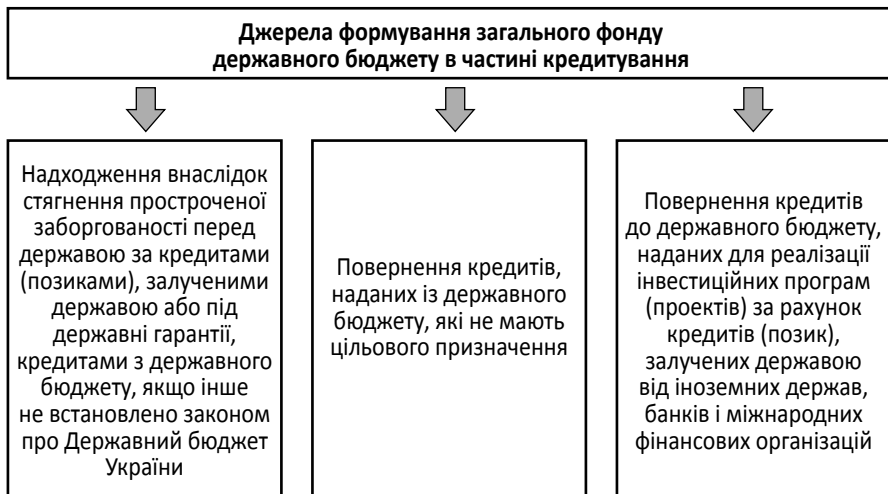 Джерела формування загального фонду
державного бюджету в частині кредитування
Надходження внаслідок
стягнення простроченої
заборгованості перед
державою за кредитами
(позиками), залученими
державою або під
державні гарантії,
кредитами з державного
бюджету, якщо інше
не встановлено законом
про Державний бюджет
України
Повернення кредитів,
наданих із державного
бюджету, які не мають
цільового призначення
Повернення кредитів
до державного бюджету,
наданих для реалізації
інвестиційних програм
(проектів) за рахунок
кредитів (позик),
залучених державою
від іноземних держав,
банків і міжнародних
фінансових організацій